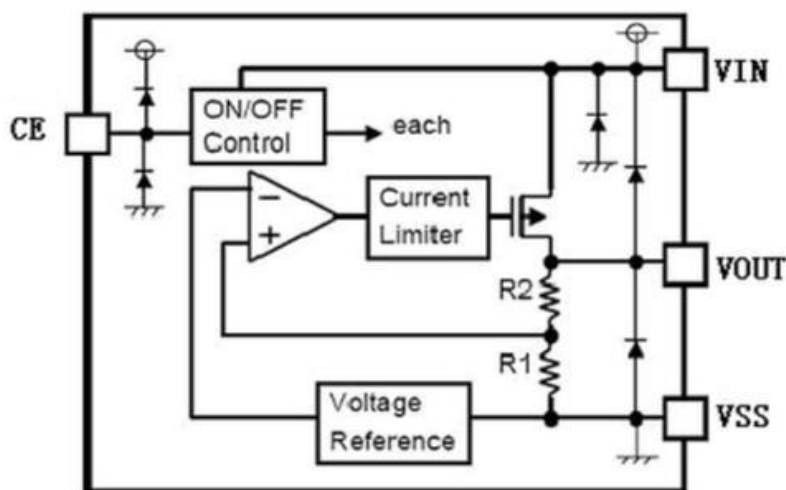 VIN
CE
ON/OFF
Control
each
−
+
Current
Limiter
VOUT
R2
R1
Voltage
Reference
VSS